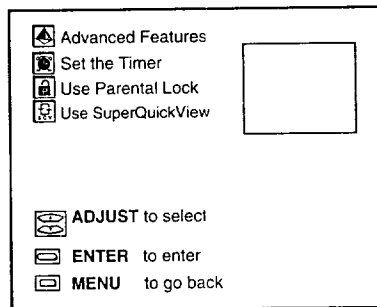 Advanced Features
Set the Timer
Use Parental Lock
Use SuperQuickView
ADJUST to select
ENTER to enter
MENU to go back